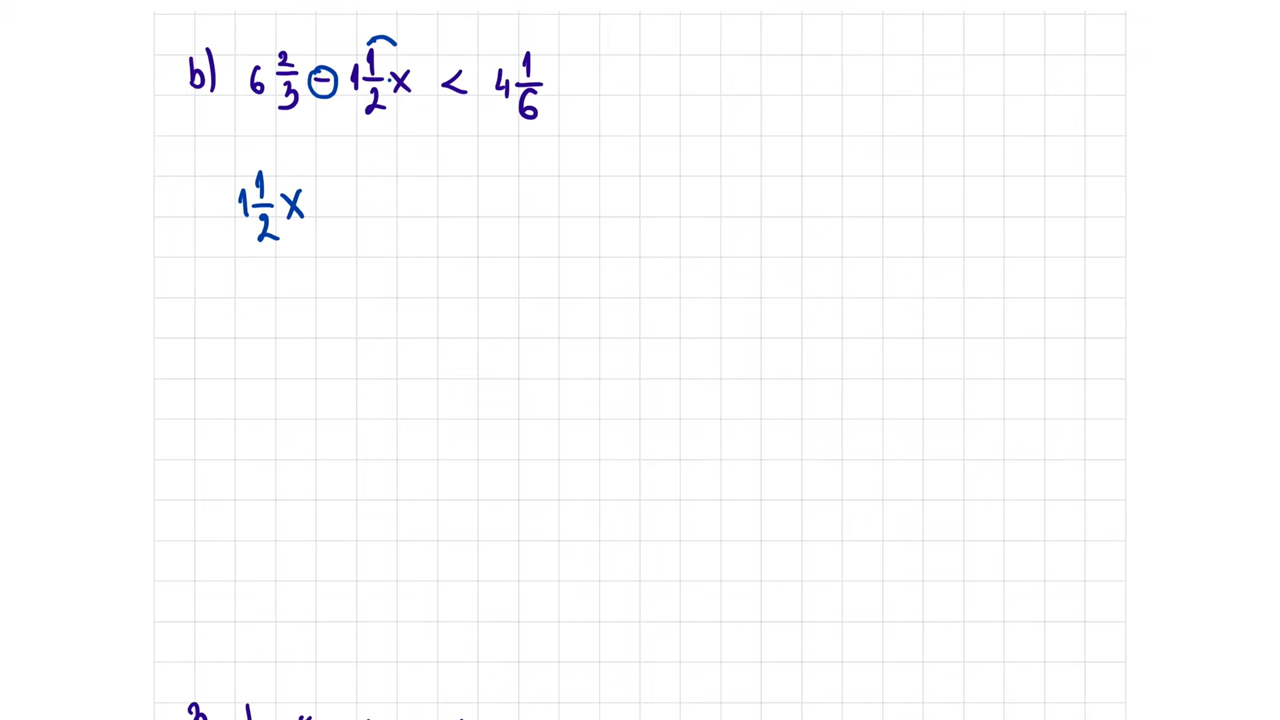 b) 6 2/3 - 1 1/2 · x < 4 1/6
1 1/2 x